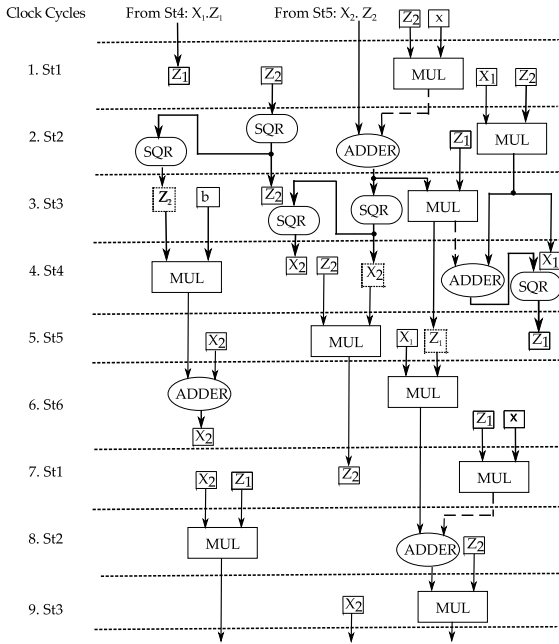 Clock Cycles From St4: X₁.Z₁ From St5: X₂. Z₂
Z₂ x
1. St1 Z₁ Z₂ MUL X₁ Z₂
2. St2 SQR SQR ADDER Z₁ MUL
3. St3 Z₂ b Z₂ SQR SQR MUL
4. St4 MUL X₂ Z₂ X₂ ADDER X₁ SQR
5. St5 X₂ MUL X₁ Z₁ Z₁
6. St6 ADDER X₂ MUL
Z₁ x
7. St1 X₂ Z₁ Z₂ MUL
8. St2 MUL ADDER Z₂
9. St3 X₂ MUL